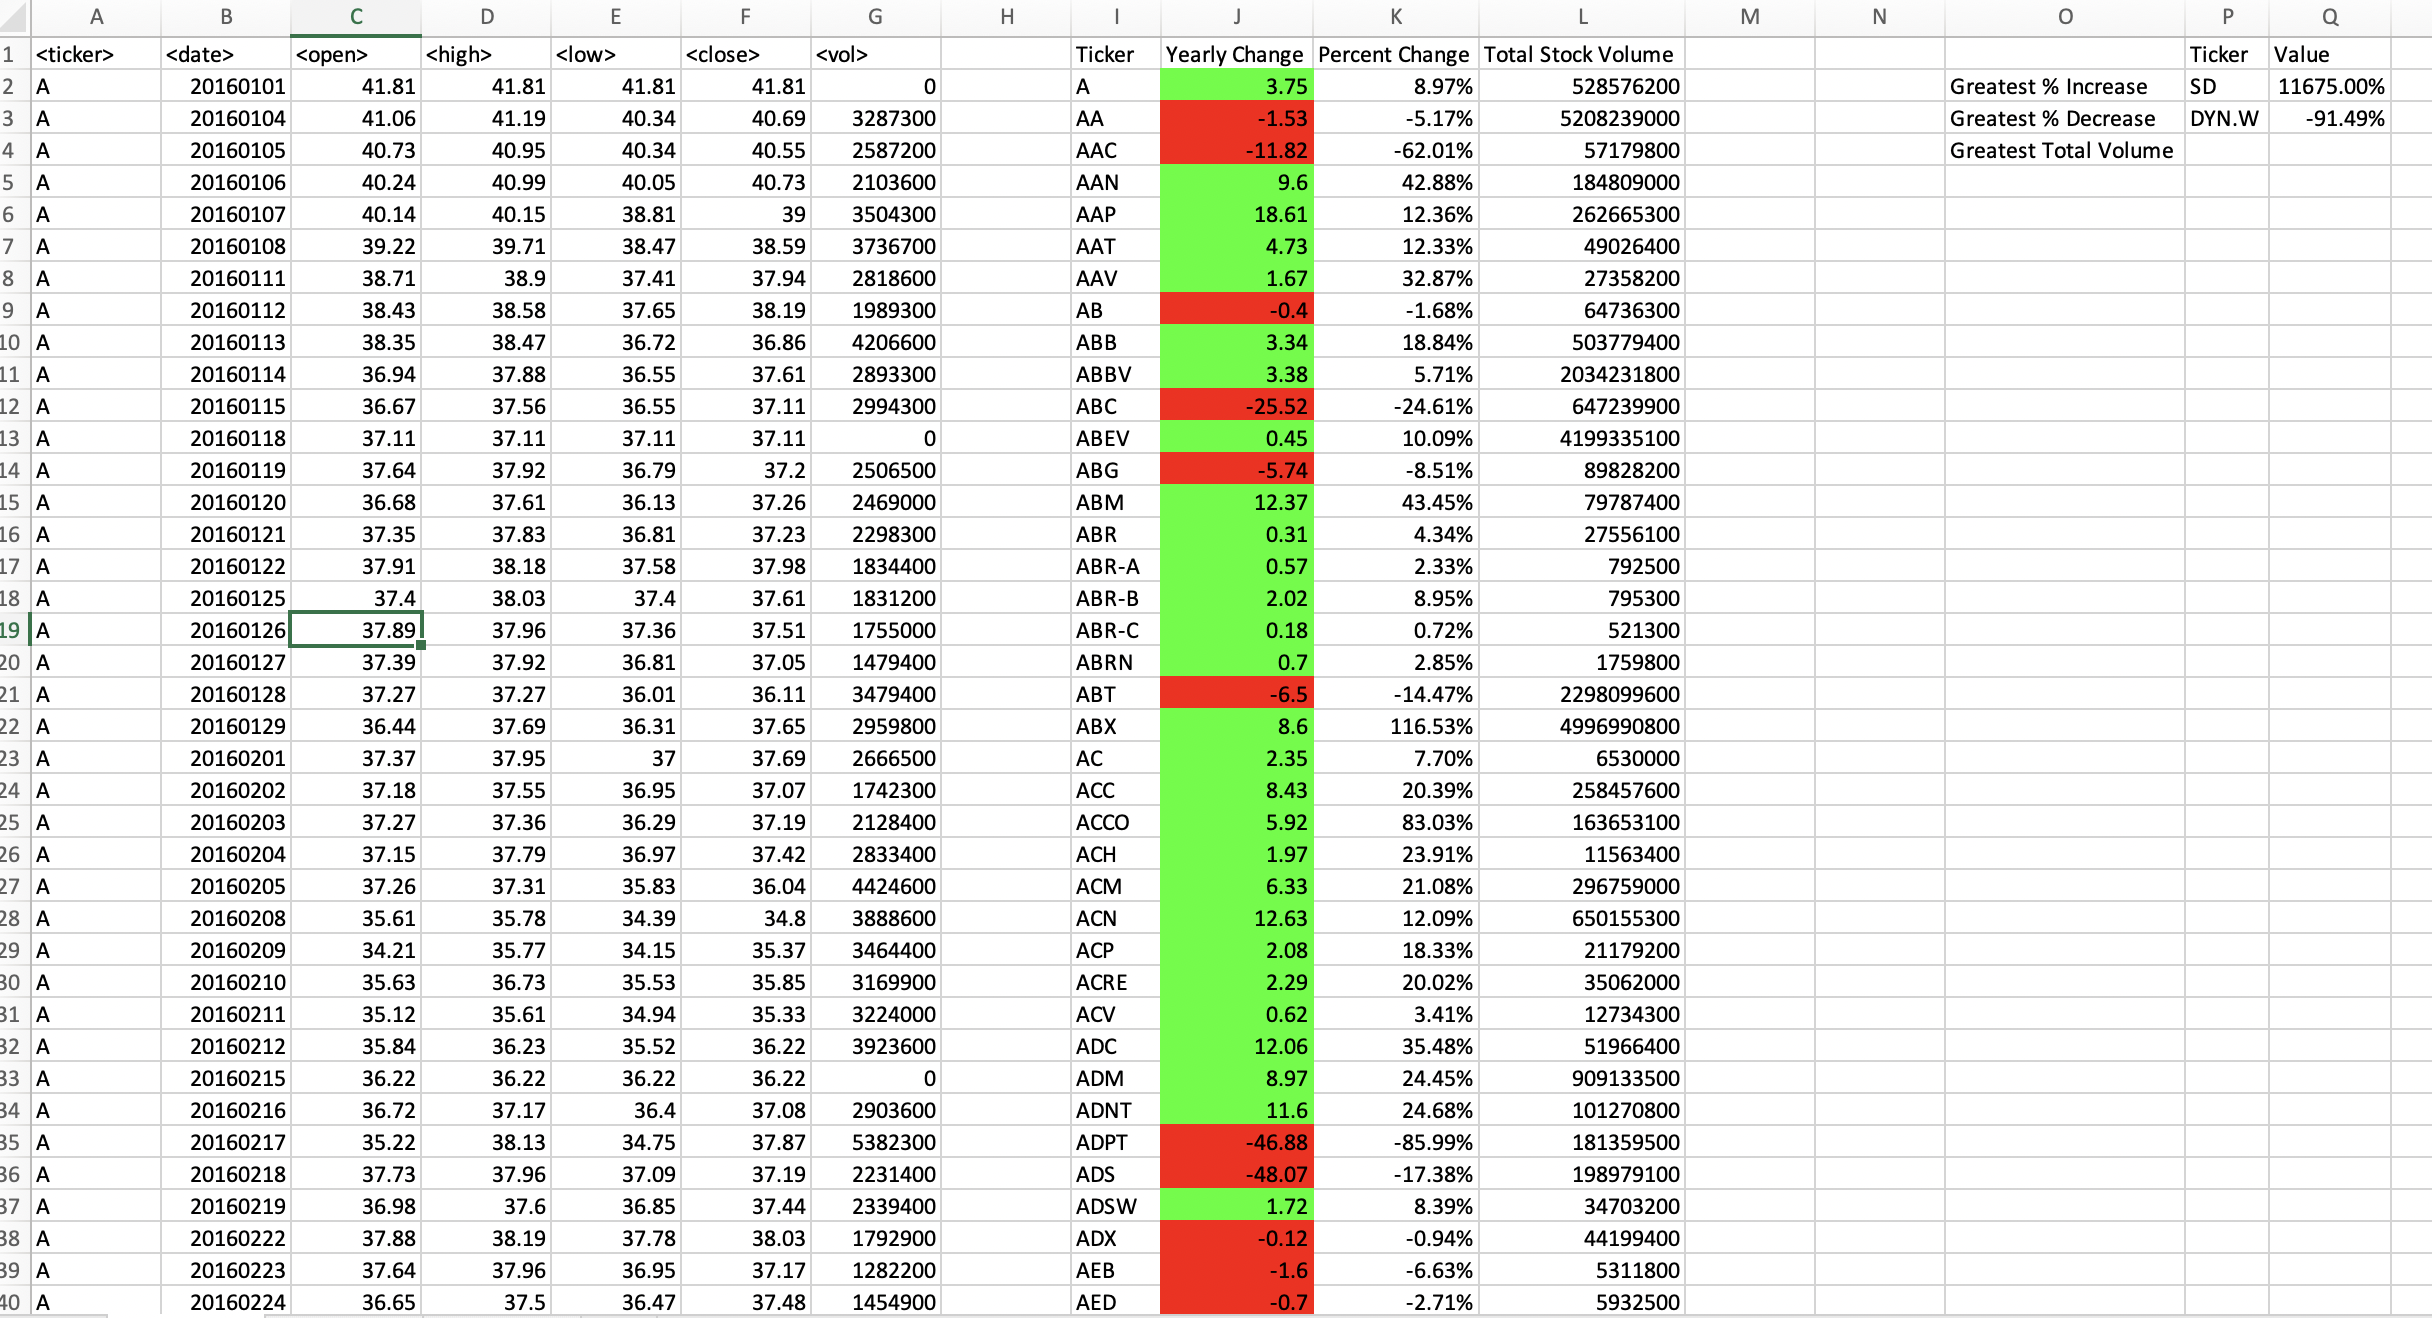 A B C D E F G H I J K L M N O P Q
1 <ticker> <date> <open> <high> <low> <close> <vol> Ticker Yearly Change Percent Change Total Stock Volume Ticker Value
2 A 20160101 41.81 41.81 41.81 41.81 0 A 3.75 8.97% 528576200 Greatest % Increase SD 11675.00%
3 A 20160104 41.06 41.19 40.34 40.69 3287300 AA -1.53 -5.17% 5208239000 Greatest % Decrease DYN.W -91.49%
4 A 20160105 40.73 40.95 40.34 40.55 2587200 AAC -11.82 -62.01% 57179800 Greatest Total Volume
5 A 20160106 40.24 40.99 40.05 40.73 2103600 AAN 9.6 42.88% 184809000
6 A 20160107 40.14 40.15 38.81 39 3504300 AAP 18.61 12.36% 262665300
7 A 20160108 39.22 39.71 38.47 38.59 3736700 AAT 4.73 12.33% 49026400
8 A 20160111 38.71 38.9 37.41 37.94 2818600 AAV 1.67 32.87% 27358200
9 A 20160112 38.43 38.58 37.65 38.19 1989300 AB -0.4 -1.68% 64736300
10 A 20160113 38.35 38.47 36.72 36.86 4206600 ABB 3.34 18.84% 503779400
11 A 20160114 36.94 37.88 36.55 37.61 2893300 ABBV 3.38 5.71% 2034231800
12 A 20160115 36.67 37.56 36.55 37.11 2994300 ABC -25.52 -24.61% 647239900
13 A 20160118 37.11 37.11 37.11 37.11 0 ABEV 0.45 10.09% 4199335100
14 A 20160119 37.64 37.92 36.79 37.2 2506500 ABG -5.74 -8.51% 89828200
15 A 20160120 36.68 37.61 36.13 37.26 2469000 ABM 12.37 43.45% 79787400
16 A 20160121 37.35 37.83 36.81 37.23 2298300 ABR 0.31 4.34% 27556100
17 A 20160122 37.91 38.18 37.58 37.98 1834400 ABR-A 0.57 2.33% 792500
18 A 20160125 37.4 38.03 37.4 37.61 1831200 ABR-B 2.02 8.95% 795300
19 A 20160126 37.89 37.96 37.36 37.51 1755000 ABR-C 0.18 0.72% 521300
20 A 20160127 37.39 37.92 36.81 37.05 1479400 ABRN 0.7 2.85% 1759800
21 A 20160128 37.27 37.27 36.01 36.11 3479400 ABT -6.5 -14.47% 2298099600
22 A 20160129 36.44 37.69 36.31 37.65 2959800 ABX 8.6 116.53% 4996990800
23 A 20160201 37.37 37.95 37 37.69 2666500 AC 2.35 7.70% 6530000
24 A 20160202 37.18 37.55 36.95 37.07 1742300 ACC 8.43 20.39% 258457600
25 A 20160203 37.27 37.36 36.29 37.19 2128400 ACCO 5.92 83.03% 163653100
26 A 20160204 37.15 37.79 36.97 37.42 2833400 ACH 1.97 23.91% 11563400
27 A 20160205 37.26 37.31 35.83 36.04 4424600 ACM 6.33 21.08% 296759000
28 A 20160208 35.61 35.78 34.39 34.8 3888600 ACN 12.63 12.09% 650155300
29 A 20160209 34.21 35.77 34.15 35.37 3464400 ACP 2.08 18.33% 21179200
30 A 20160210 35.63 36.73 35.53 35.85 3169900 ACRE 2.29 20.02% 35062000
31 A 20160211 35.12 35.61 34.94 35.33 3224000 ACV 0.62 3.41% 12734300
32 A 20160212 35.84 36.23 35.52 36.22 3923600 ADC 12.06 35.48% 51966400
33 A 20160215 36.22 36.22 36.22 36.22 0 ADM 8.97 24.45% 909133500
34 A 20160216 36.72 37.17 36.4 37.08 2903600 ADNT 11.6 24.68% 101270800
35 A 20160217 35.22 38.13 34.75 37.87 5382300 ADPT -46.88 -85.99% 181359500
36 A 20160218 37.73 37.96 37.09 37.19 2231400 ADS -48.07 -17.38% 198979100
37 A 20160219 36.98 37.6 36.85 37.44 2339400 ADSW 1.72 8.39% 34703200
38 A 20160222 37.88 38.19 37.78 38.03 1792900 ADX -0.12 -0.94% 44199400
39 A 20160223 37.64 37.96 36.95 37.17 1282200 AEB -1.6 -6.63% 5311800
40 A 20160224 36.65 37.5 36.47 37.48 1454900 AED -0.7 -2.71% 5932500